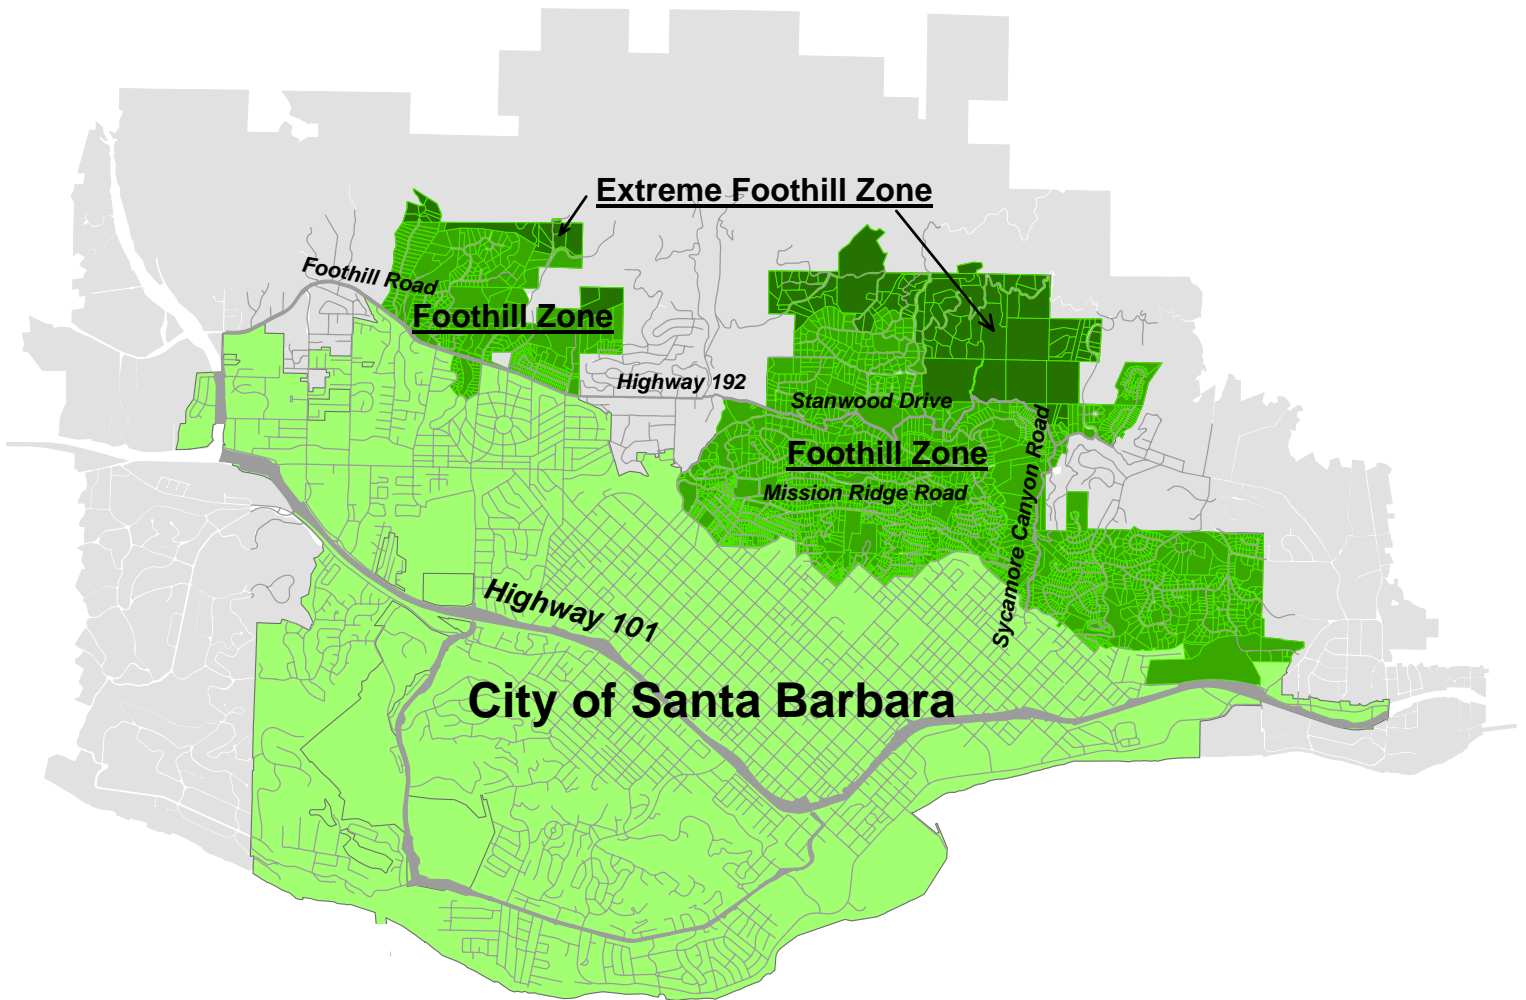 Extreme Foothill Zone
Foothill Road
Foothill Zone
Highway 192
Stanwood Drive
Foothill Zone
Mission Ridge Road
Sycamore Canyon Road
Highway 101
City of Santa Barbara